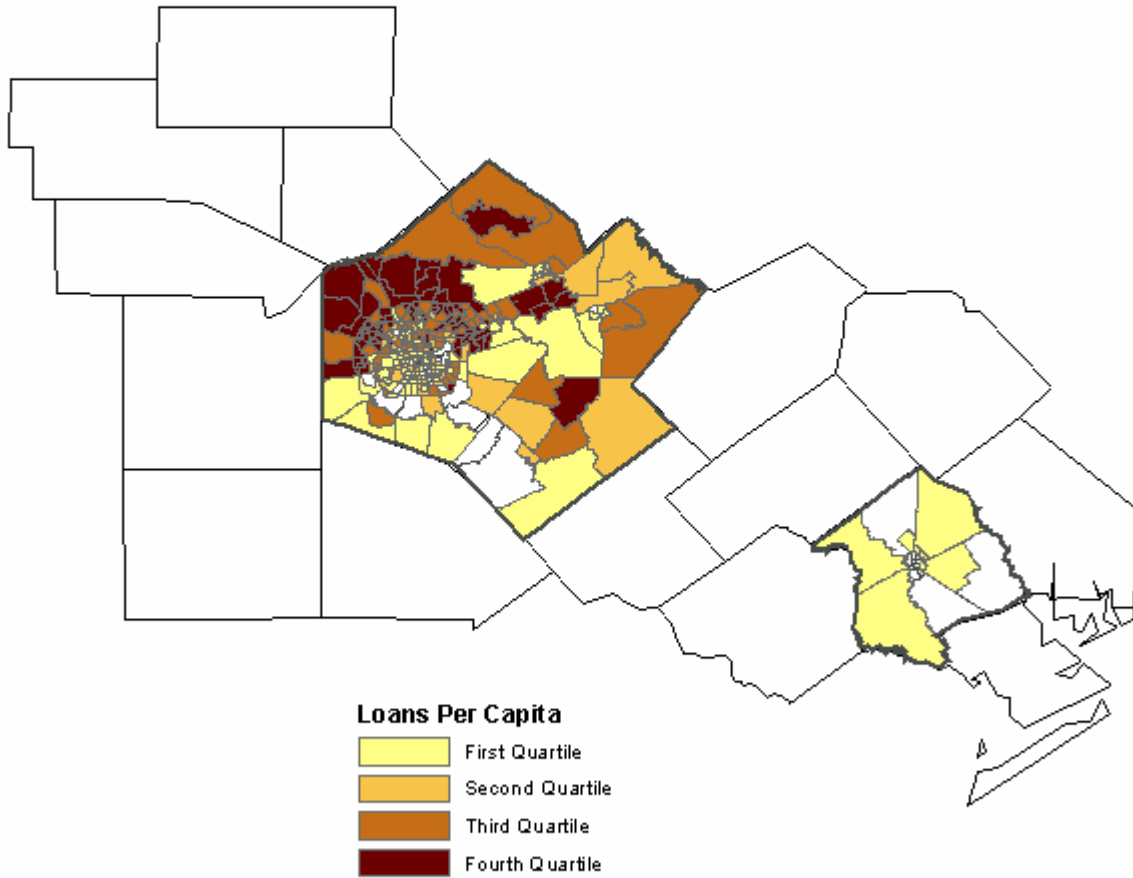 Loans Per Capita
First Quartile
Second Quartile
Third Quartile
Fourth Quartile